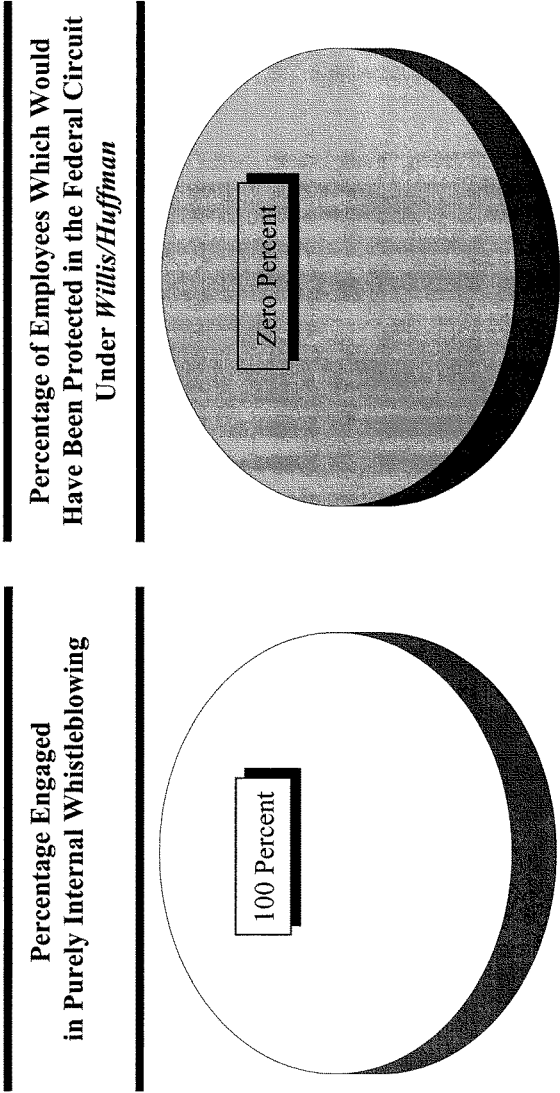 Percentage Engaged
in Purely Internal Whistleblowing
100 Percent
Percentage of Employees Which Would
Have Been Protected in the Federal Circuit
Under Willis/Huffman
Zero Percent